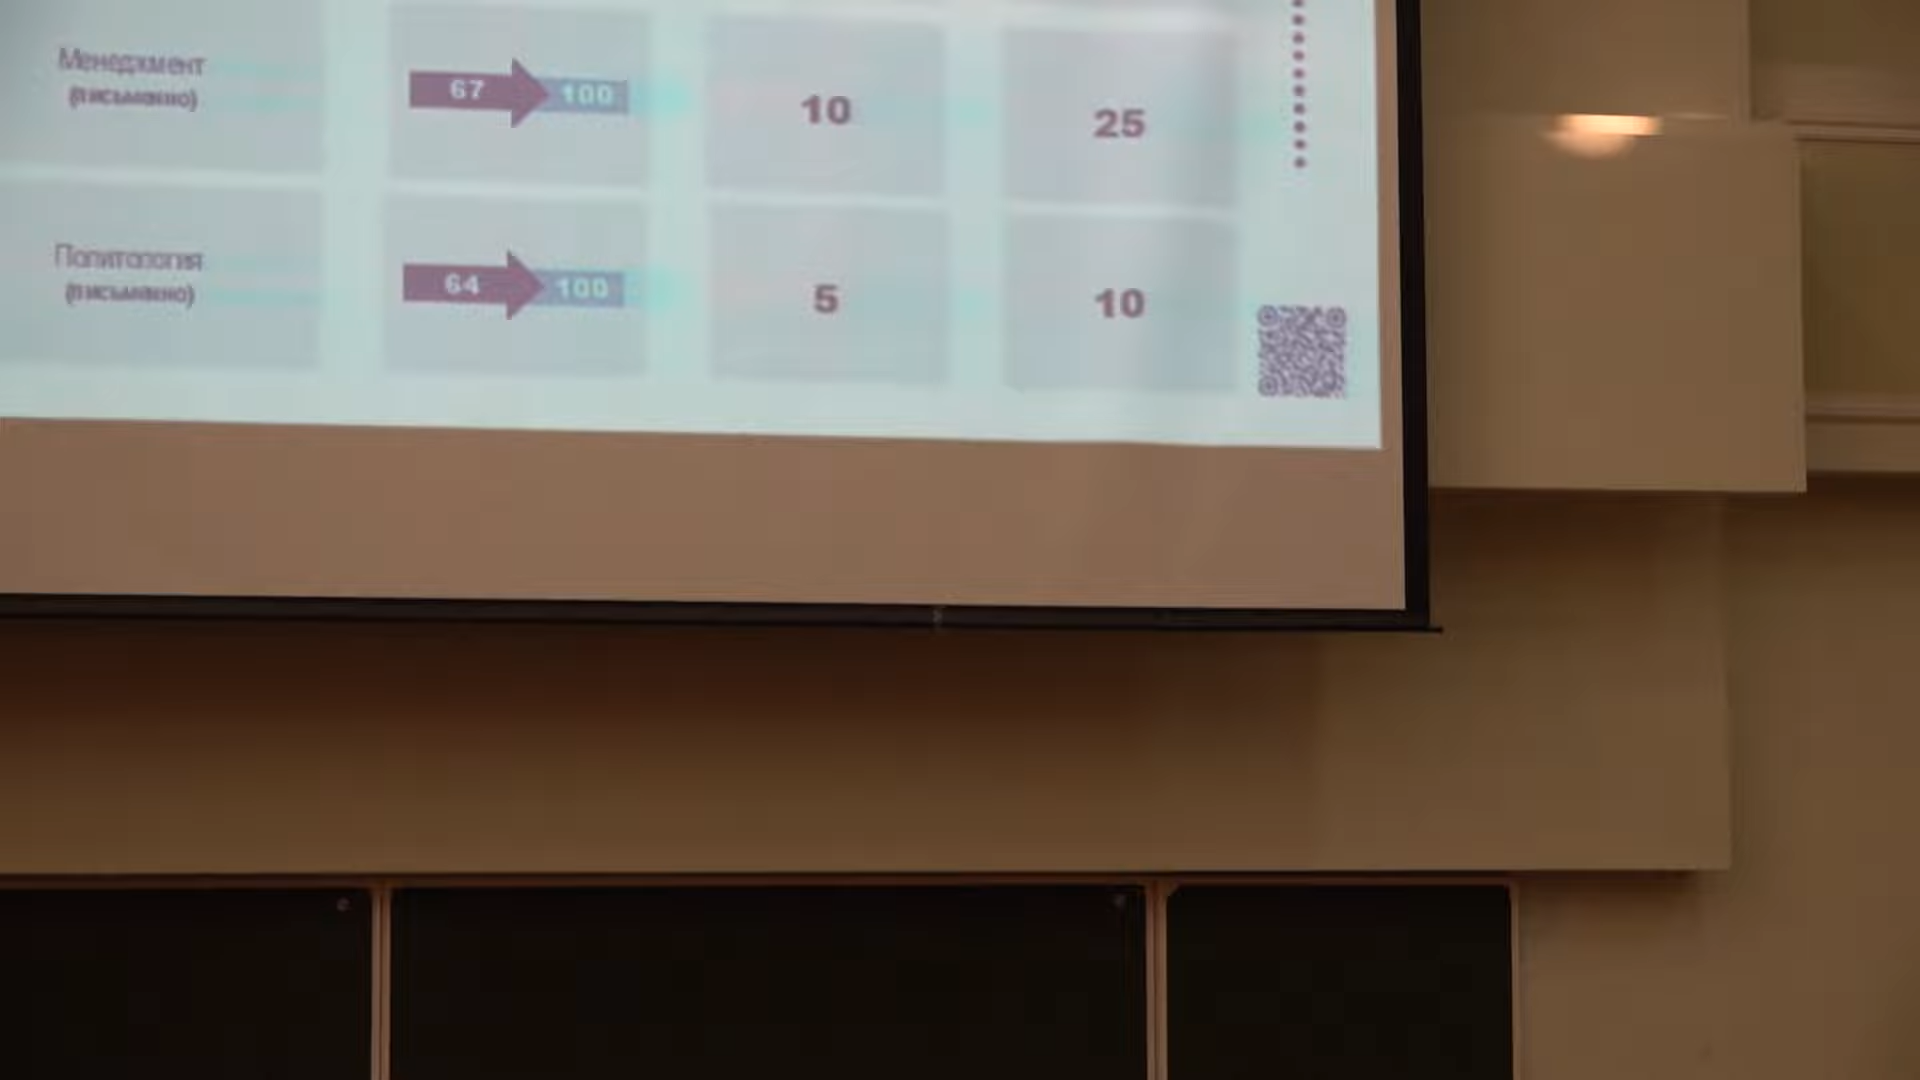 Менеджмент
(письменно)
67
100
10
25
Политология
(письменно)
64
100
5
10